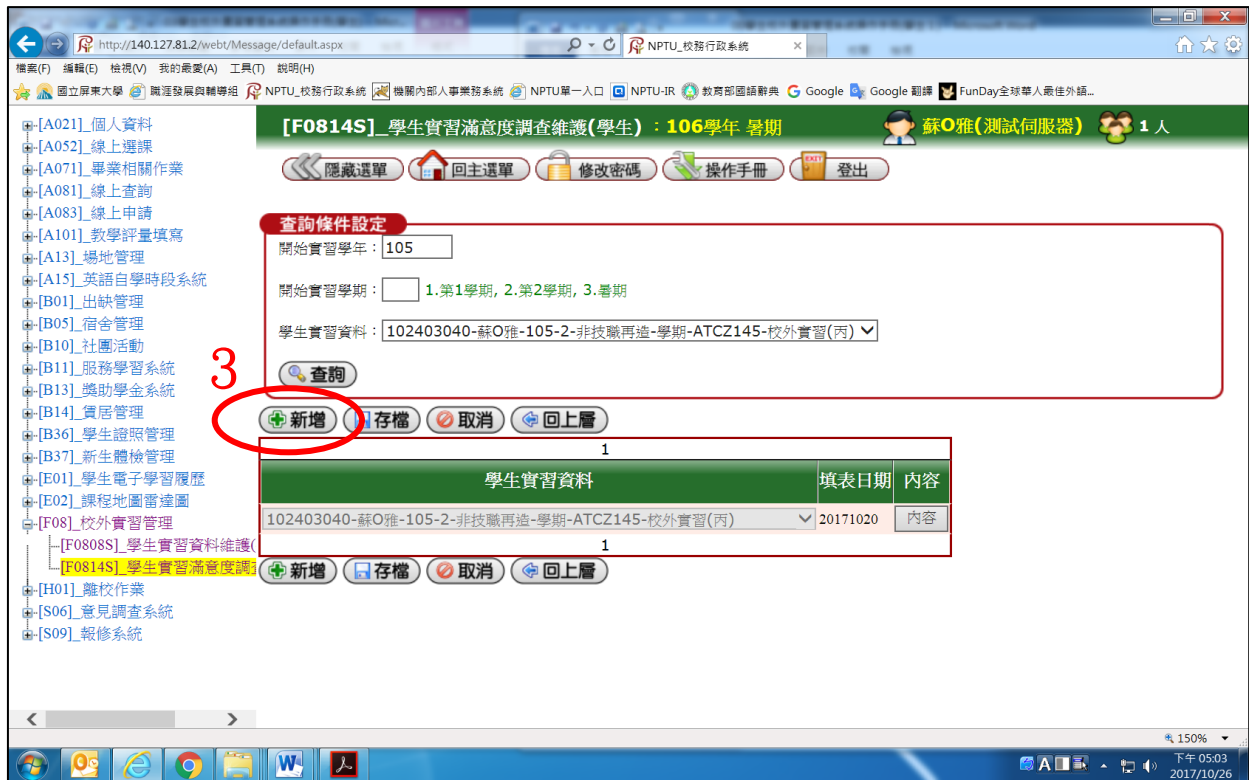 http://140.127.81.2/webt/Message/default.aspx
NPTU_校務行政系統
檔案(F) 編輯(E) 檢視(V) 我的最愛(A) 工具(T) 說明(H)
國立屏東大學 職涯發展與輔導組 NPTU_校務行政系統 機關內部人事業務系統 NPTU單一入口 NPTU-IR 教育部國語辭典 Google Google 翻譯 FunDay全球華人最佳外語...
[A021]_個人資料
[A052]_線上選課
[A071]_畢業相關作業
[A081]_線上查詢
[A083]_線上申請
[A101]_教學評量填寫
[A13]_場地管理
[A15]_英語自學時段系統
[B01]_出缺管理
[B05]_宿舍管理
[B10]_社團活動
[B11]_服務學習系統
[B13]_獎助學金系統
[B14]_賃居管理
[B36]_學生證照管理
[B37]_新生體檢管理
[E01]_學生電子學習履歷
[E02]_課程地圖雷達圖
[F08]_校外實習管理
[F0808S]_學生實習資料維護(
[F0814S]_學生實習滿意度調
[H01]_離校作業
[S06]_意見調查系統
[S09]_報修系統
[F0814S]_學生實習滿意度調查維護(學生):106學年 暑期 蘇O雅(測試伺服器) 1 人
隱藏選單 回主選單 修改密碼 操作手冊 EXIT 登出
查詢條件設定
開始實習學年:105
開始實習學期: 1.第1學期, 2.第2學期, 3.暑期
學生實習資料:102403040-蘇O雅-105-2-非技職再造-學期-ATCZ145-校外實習(丙)
查詢
3
新增 存檔 取消 回上層
1
學生實習資料 填表日期 內容
102403040-蘇O雅-105-2-非技職再造-學期-ATCZ145-校外實習(丙) 20171020 內容
1
新增 存檔 取消 回上層
150%
下午 05:03
2017/10/26